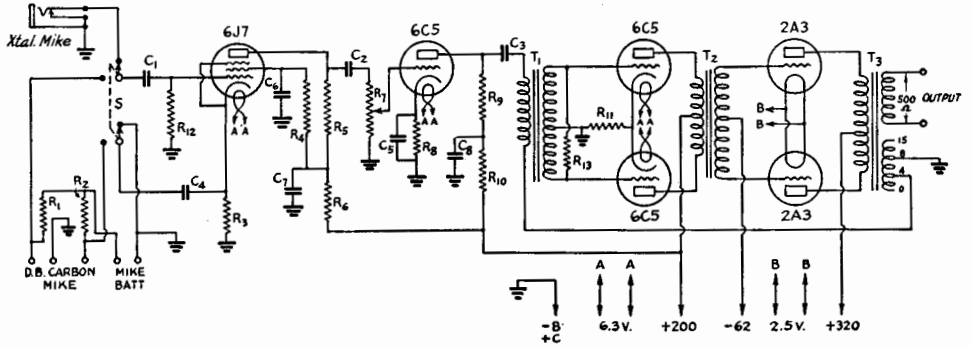 6J7
6C5
6C5
2A3
Xtal. Mike
C1
C2
C3
T1
T2
T3
S
C6
R7
R9
R11
500 Ω OUTPUT
B
B
R12
A A
R4
R5
A A
C5
R8
C8
A A
A A
R13
15
8
4
0
R2
R1
C4
C7
R3
R6
R10
6C5
2A3
D.B. CARBON MIKE
MIKE BATT
A A
B B
-B
+C
6.3 V.
+200
-62
2.5 V.
+320